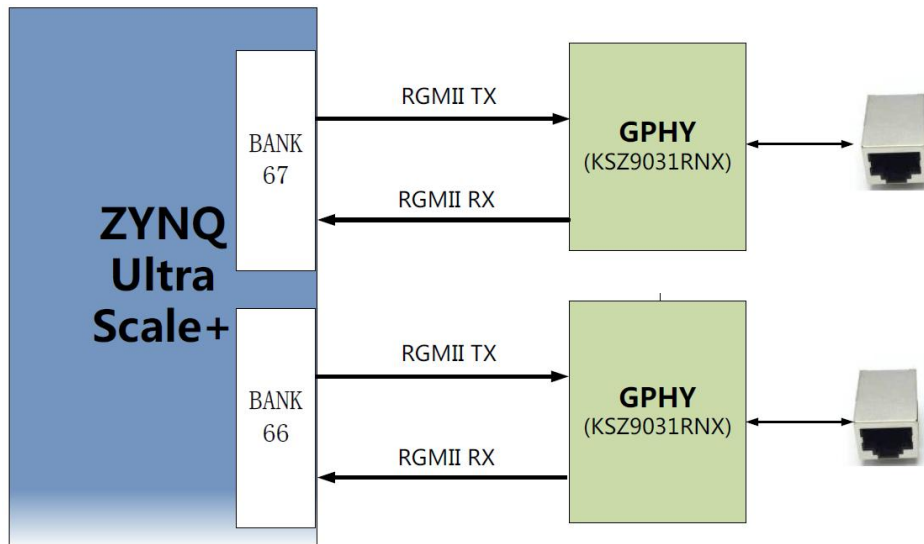 ZYNQ
Ultra
Scale+
BANK
67
RGMII TX
RGMII RX
GPHY
(KSZ9031RNX)
BANK
66
RGMII TX
RGMII RX
GPHY
(KSZ9031RNX)